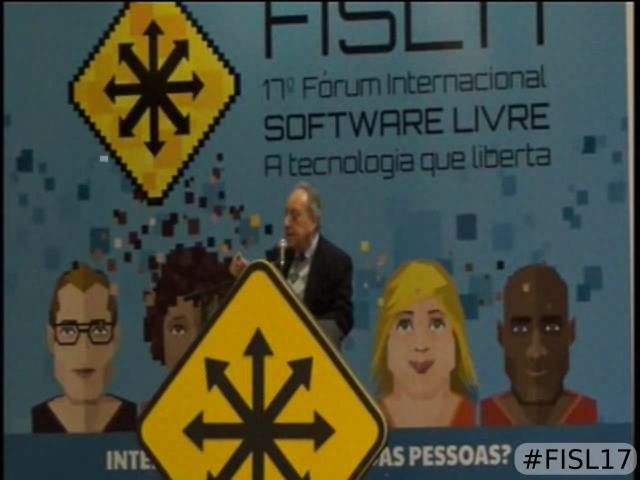 FISL17
17º Fórum Internacional
SOFTWARE LIVRE
A tecnologia que liberta
AS PESSOAS?
#FISL17